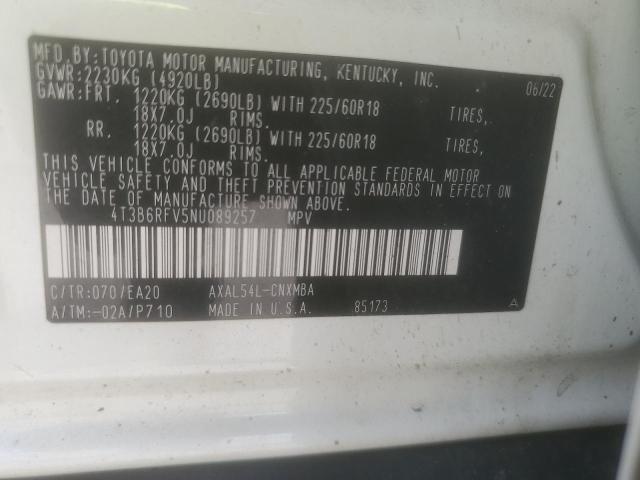 MFD.BY:TOYOTA MOTOR MANUFACTURING, KENTUCKY, INC.
GVWR:2230KG (4920LB) 06/22
GAWR:FRT. 1220KG (2690LB) WITH 225/60R18 TIRES,
18X7.0J RIMS.
RR. 1220KG (2690LB) WITH 225/60R18 TIRES,
18X7.0J RIMS.
THIS VEHICLE CONFORMS TO ALL APPLICABLE FEDERAL MOTOR
VEHICLE SAFETY AND THEFT PREVENTION STANDARDS IN EFFECT ON
THE DATE OF MANUFACTURE SHOWN ABOVE.
4T3B6RFV5NU089257 MPV
C/TR:070/EA20 AXAL54L-CNXMBA
A/TM:-02A/P710 MADE IN U.S.A. 85173 A